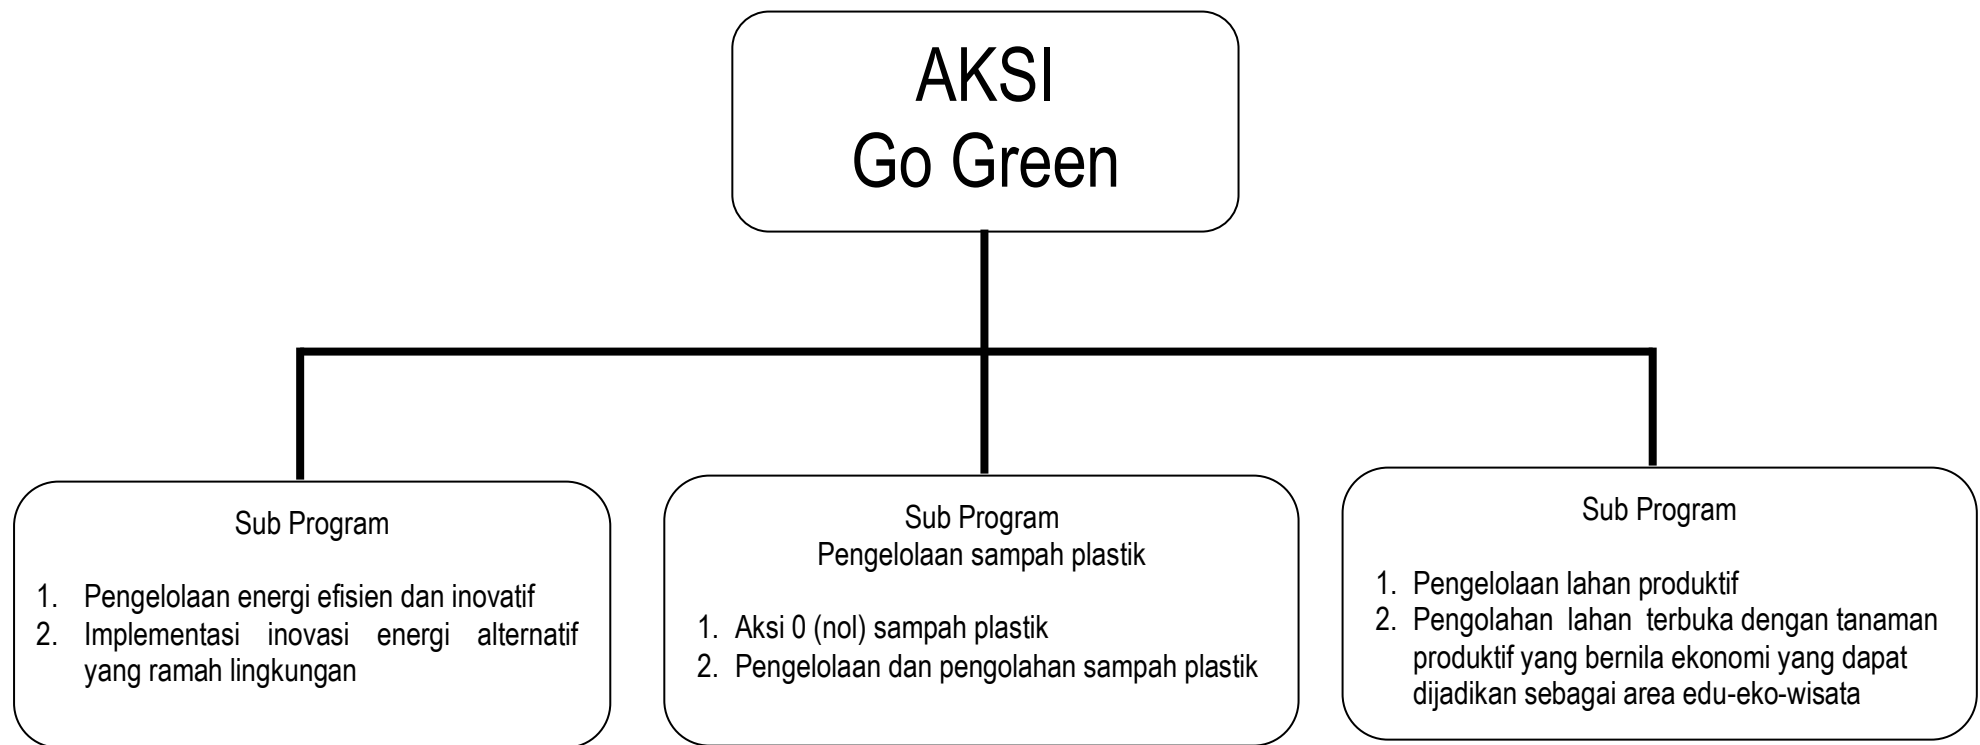 AKSI
Go Green
Sub Program
1. Pengelolaan energi efisien dan inovatif
2. Implementasi inovasi energi alternatif
yang ramah lingkungan
Sub Program
Pengelolaan sampah plastik
1. Aksi 0 (nol) sampah plastik
2. Pengelolaan dan pengolahan sampah plastik
Sub Program
1. Pengelolaan lahan produktif
2. Pengolahan lahan terbuka dengan tanaman
produktif yang bernila ekonomi yang dapat
dijadikan sebagai area edu-eko-wisata